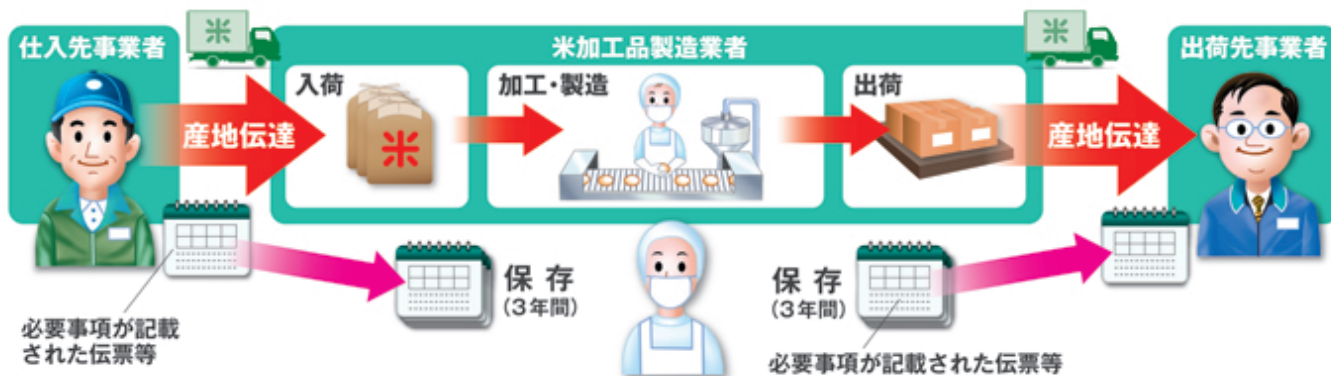 仕入先事業者
米
米加工品製造業者
米
出荷先事業者
入荷
加工・製造
出荷
産地伝達
米
産地伝達
保存
(3年間)
保存
(3年間)
必要事項が記載
された伝票等
必要事項が記載された伝票等